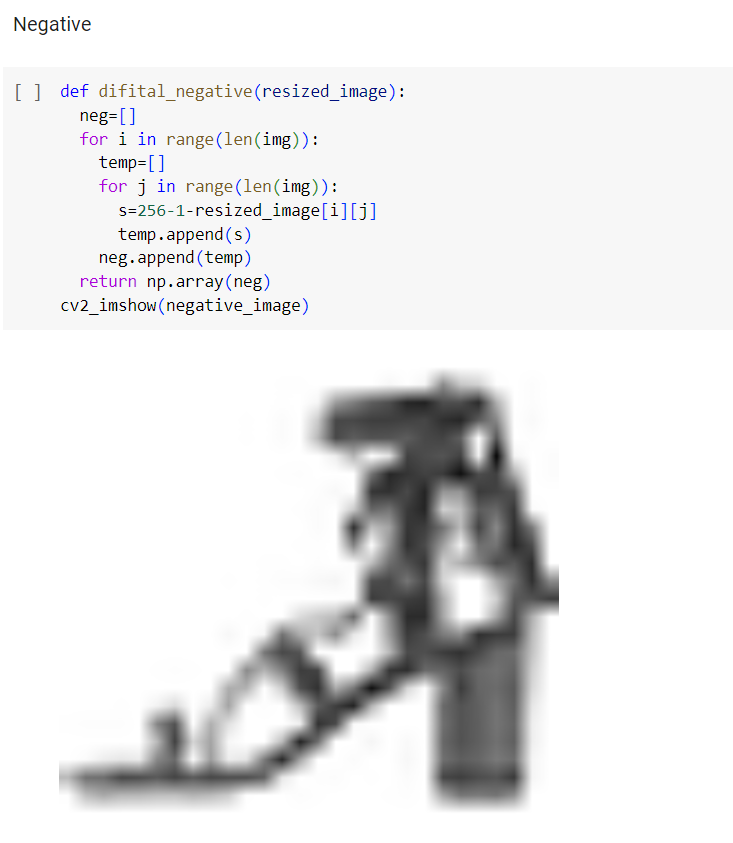 Negative
[ ] def difital_negative(resized_image):
neg=[]
for i in range(len(img)):
temp=[]
for j in range(len(img)):
s=256-1-resized_image[i][j]
temp.append(s)
neg.append(temp)
return np.array(neg)
cv2_imshow(negative_image)